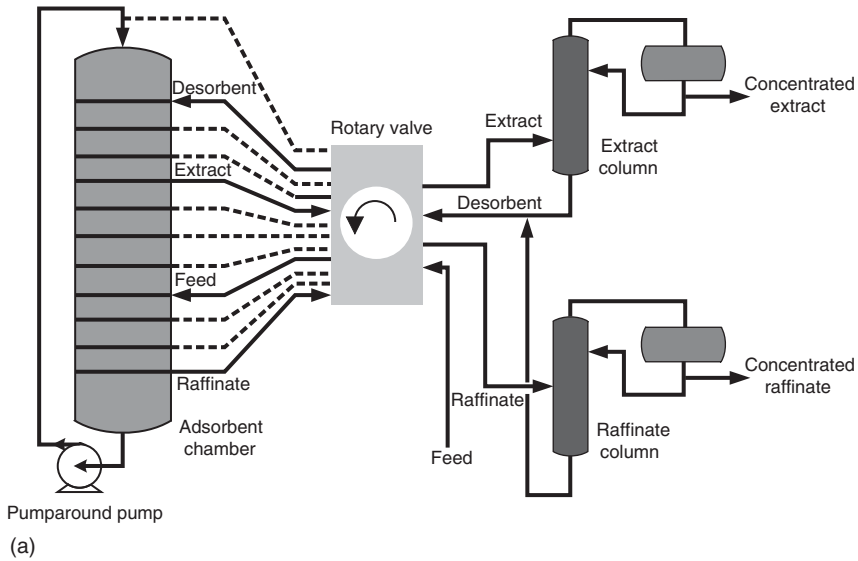 Desorbent
Rotary valve
Extract
Extract
Concentrated
extract
Extract
column
Desorbent
Feed
Raffinate
Adsorbent
chamber
Raffinate
Feed
Concentrated
raffinate
Raffinate
column
Pumparound pump
(a)